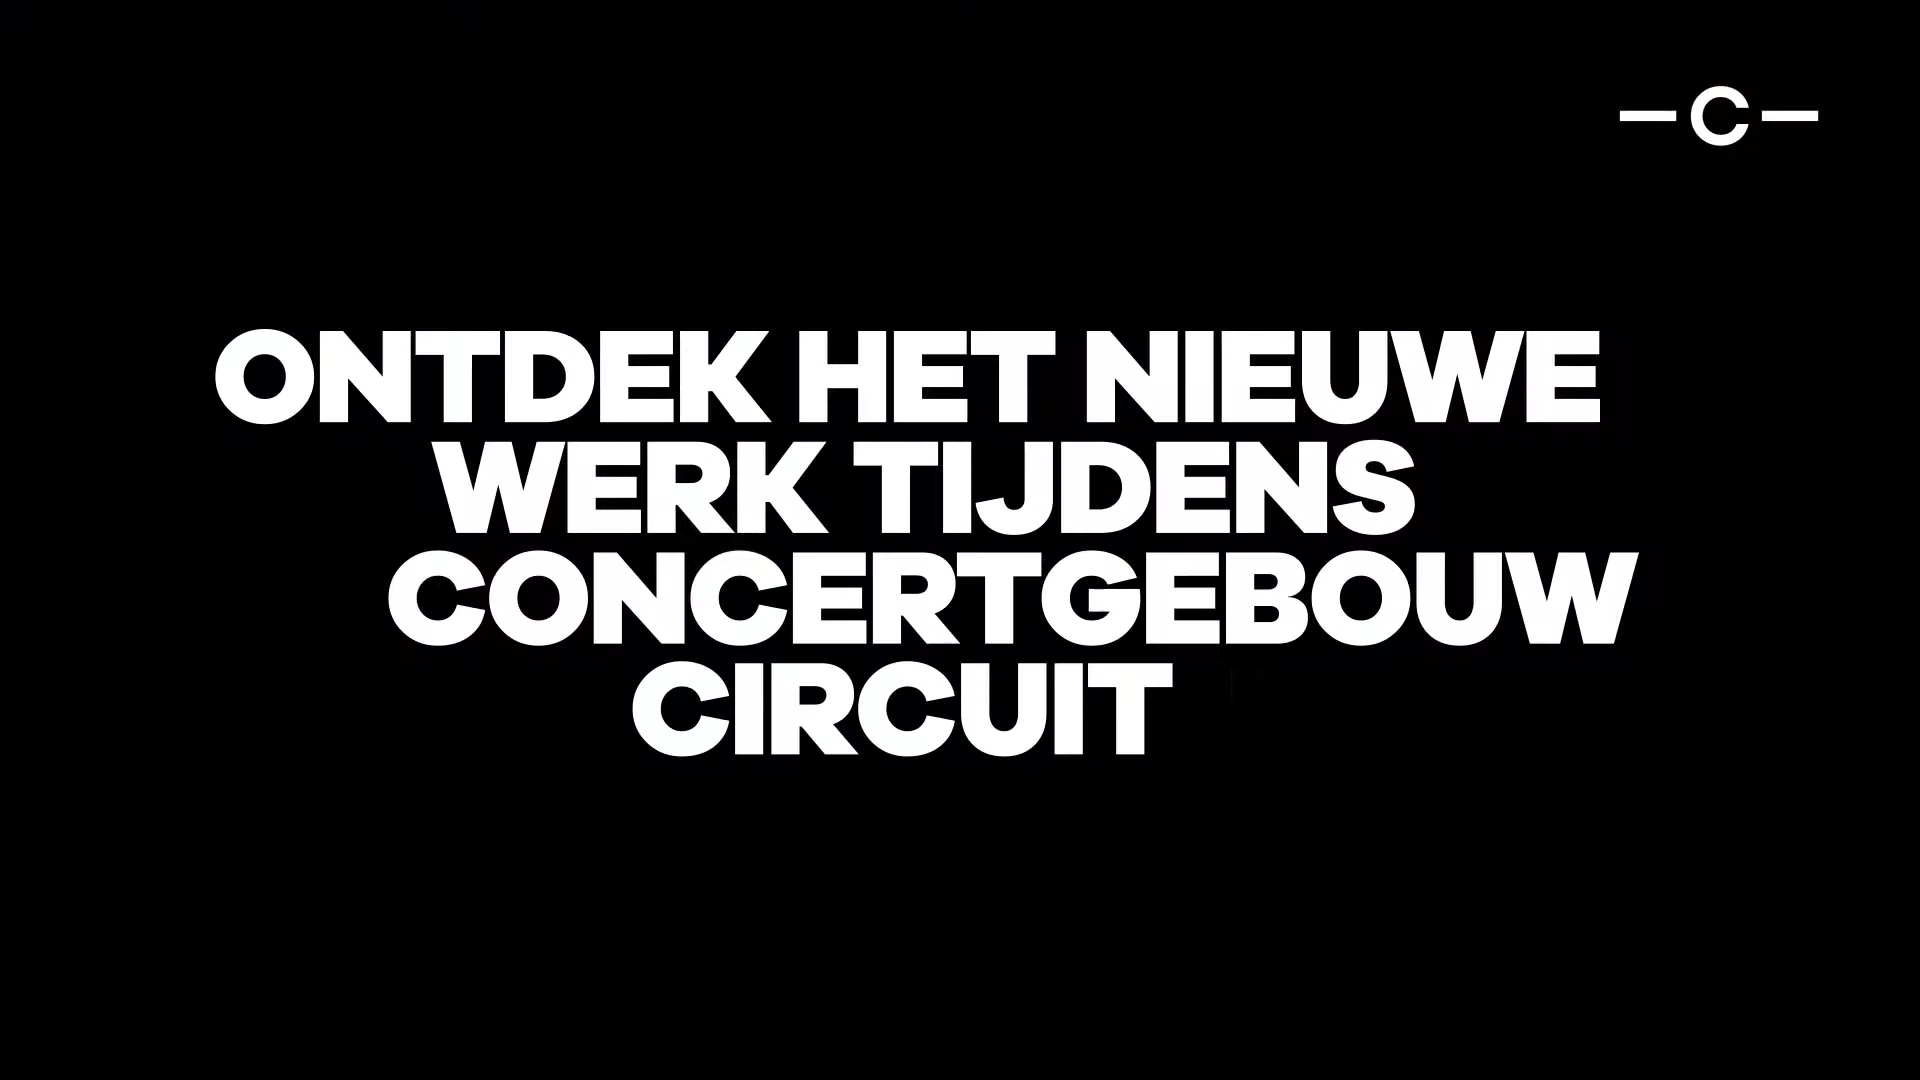 —C—
ONTDEK HET NIEUWE
WERK TIJDENS
CONCERTGEBOUW
CIRCUIT